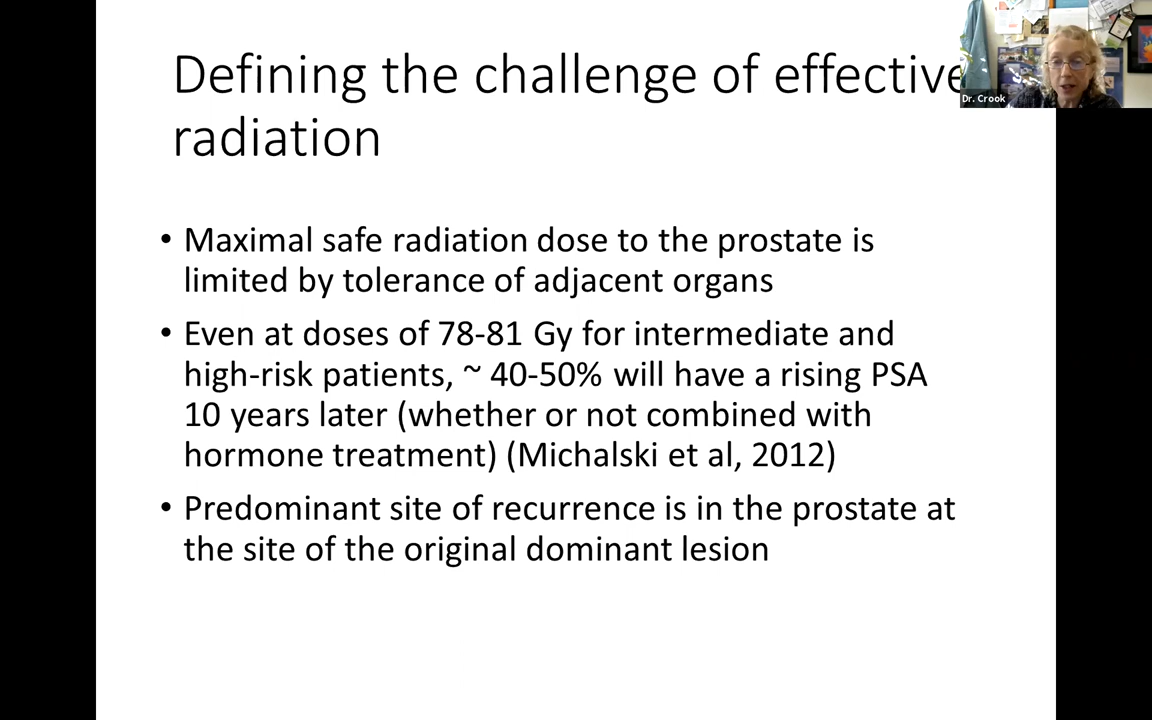 Defining the challenge of effective
radiation
Dr. Crook
• Maximal safe radiation dose to the prostate is
limited by tolerance of adjacent organs
• Even at doses of 78-81 Gy for intermediate and
high-risk patients, ~ 40-50% will have a rising PSA
10 years later (whether or not combined with
hormone treatment) (Michalski et al, 2012)
• Predominant site of recurrence is in the prostate at
the site of the original dominant lesion